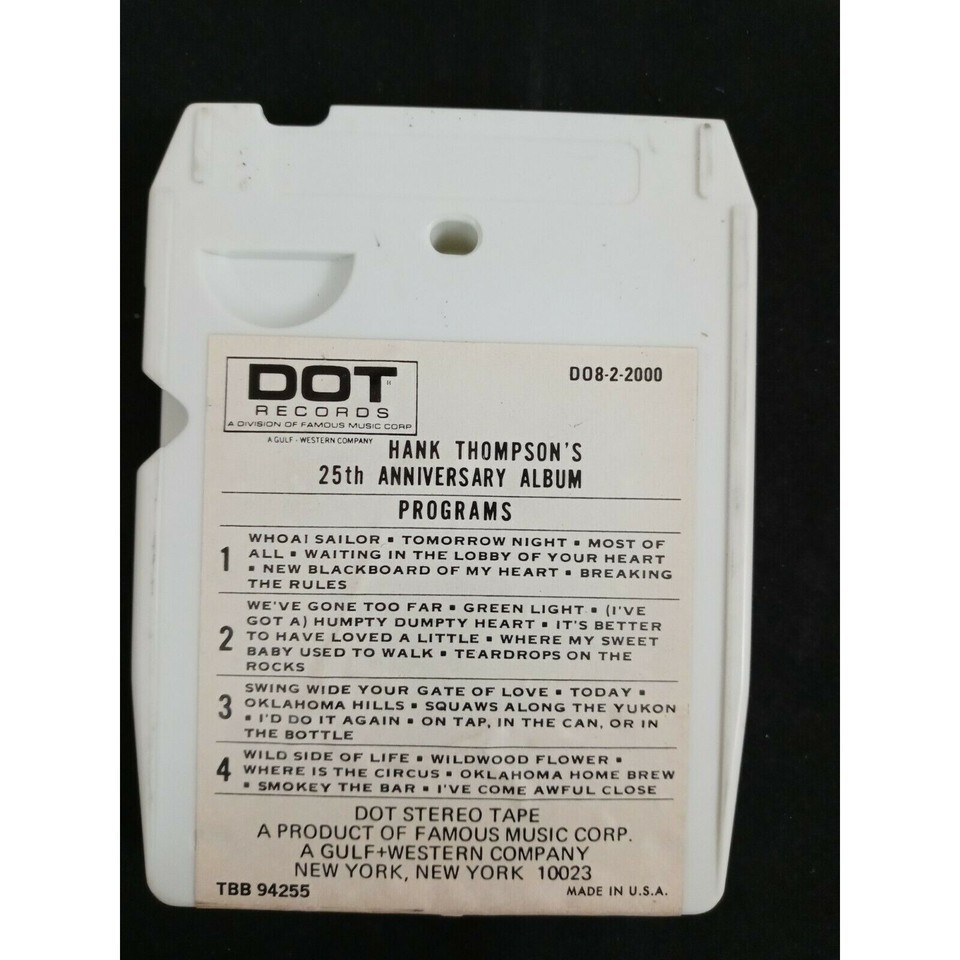 DOT
RECORDS
A DIVISION OF FAMOUS MUSIC CORP
A GULF-WESTERN COMPANY
DO8-2-2000
HANK THOMPSON'S
25th ANNIVERSARY ALBUM
PROGRAMS
1
WHOA! SAILOR ▪ TOMORROW NIGHT ▪ MOST OF
ALL ▪ WAITING IN THE LOBBY OF YOUR HEART
▪ NEW BLACKBOARD OF MY HEART ▪ BREAKING
THE RULES
2
WE'VE GONE TOO FAR ▪ GREEN LIGHT ▪ (I'VE
GOT A) HUMPTY DUMPTY HEART ▪ IT'S BETTER
TO HAVE LOVED A LITTLE ▪ WHERE MY SWEET
BABY USED TO WALK ▪ TEARDROPS ON THE
ROCKS
3
SWING WIDE YOUR GATE OF LOVE ▪ TODAY ▪
OKLAHOMA HILLS ▪ SQUAWS ALONG THE YUKON
▪ I'D DO IT AGAIN ▪ ON TAP, IN THE CAN, OR IN
THE BOTTLE
4
WILD SIDE OF LIFE ▪ WILDWOOD FLOWER ▪
WHERE IS THE CIRCUS ▪ OKLAHOMA HOME BREW
▪ SMOKEY THE BAR ▪ I'VE COME AWFUL CLOSE
DOT STEREO TAPE
A PRODUCT OF FAMOUS MUSIC CORP.
A GULF+WESTERN COMPANY
NEW YORK, NEW YORK 10023
TBB 94255
MADE IN U.S.A.